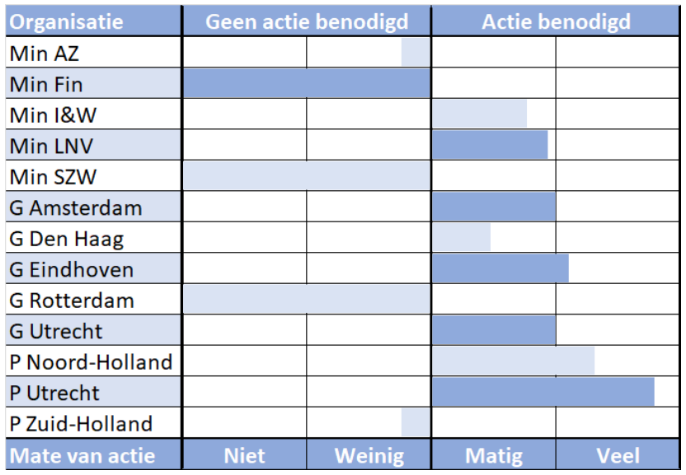 Organisatie Geen actie benodigd Actie benodigd
Min AZ
Min Fin
Min I&W
Min LNV
Min SZW
G Amsterdam
G Den Haag
G Eindhoven
G Rotterdam
G Utrecht
P Noord-Holland
P Utrecht
P Zuid-Holland
Mate van actie Niet Weinig Matig Veel